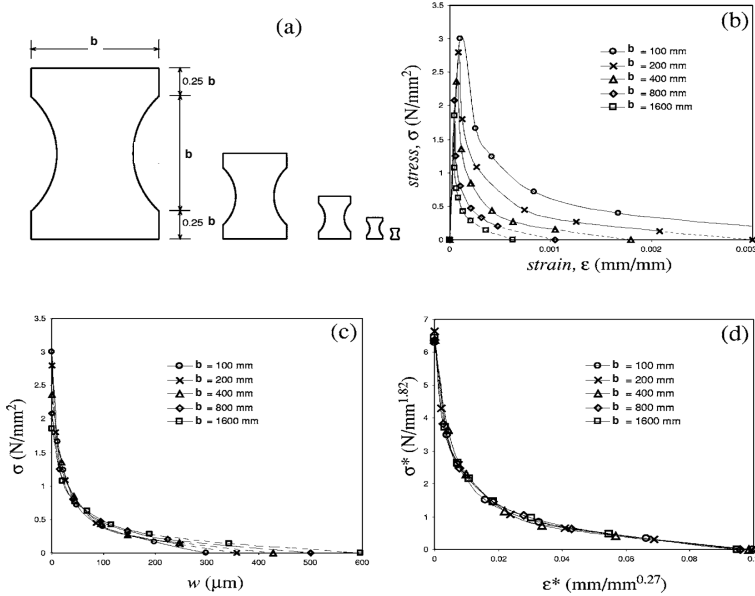 (a)
b
0.25 b
b
0.25 b
(b)
b = 100 mm
b = 200 mm
b = 400 mm
b = 800 mm
b = 1600 mm
stress, σ (N/mm²)
3.5
3
2.5
2
1.5
1
0.5
0
0
0.001
0.002
0.003
strain, ε (mm/mm)
(c)
b = 100 mm
b = 200 mm
b = 400 mm
b = 800 mm
b = 1600 mm
σ (N/mm²)
3.5
3
2.5
2
1.5
1
0.5
0
0
100
200
300
400
500
600
w (μm)
(d)
b = 100 mm
b = 200 mm
b = 400 mm
b = 800 mm
b = 1600 mm
σ* (N/mm^1.82)
7
6
5
4
3
2
1
0
0
0.02
0.04
0.06
0.08
ε* (mm/mm^0.27)